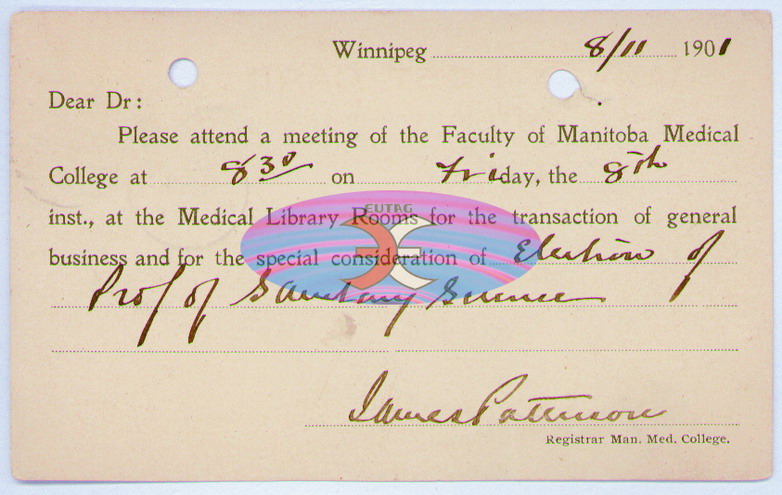 Winnipeg 8/11 1901
Dear Dr:
Please attend a meeting of the Faculty of Manitoba Medical
College at 8³⁰ on Friday, the 8th
inst., at the Medical Library Rooms for the transaction of general
EUTAG
business and for the special consideration of Election of
Prof of Sanitary Science
James Patterson
Registrar Man. Med. College.